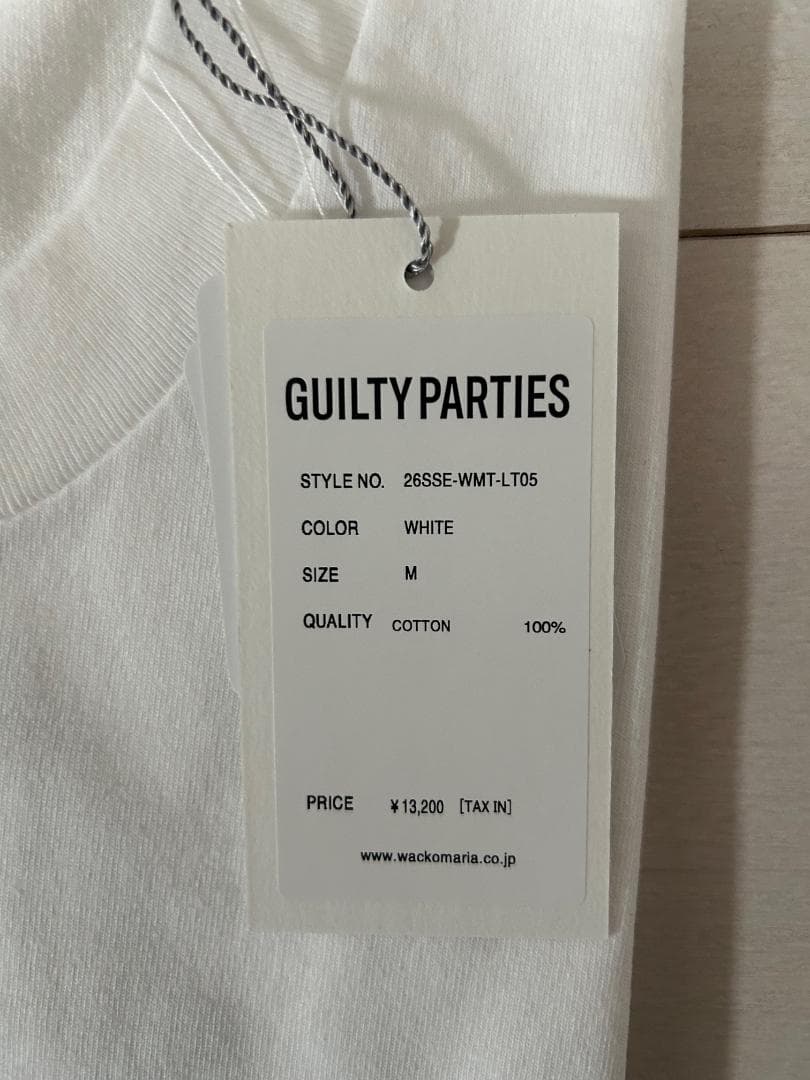 GUILTY PARTIES
STYLE NO. 26SSE-WMT-LT05
COLOR WHITE
SIZE M
QUALITY COTTON 100%
PRICE ¥13,200 [TAX IN]
www.wackomaria.co.jp